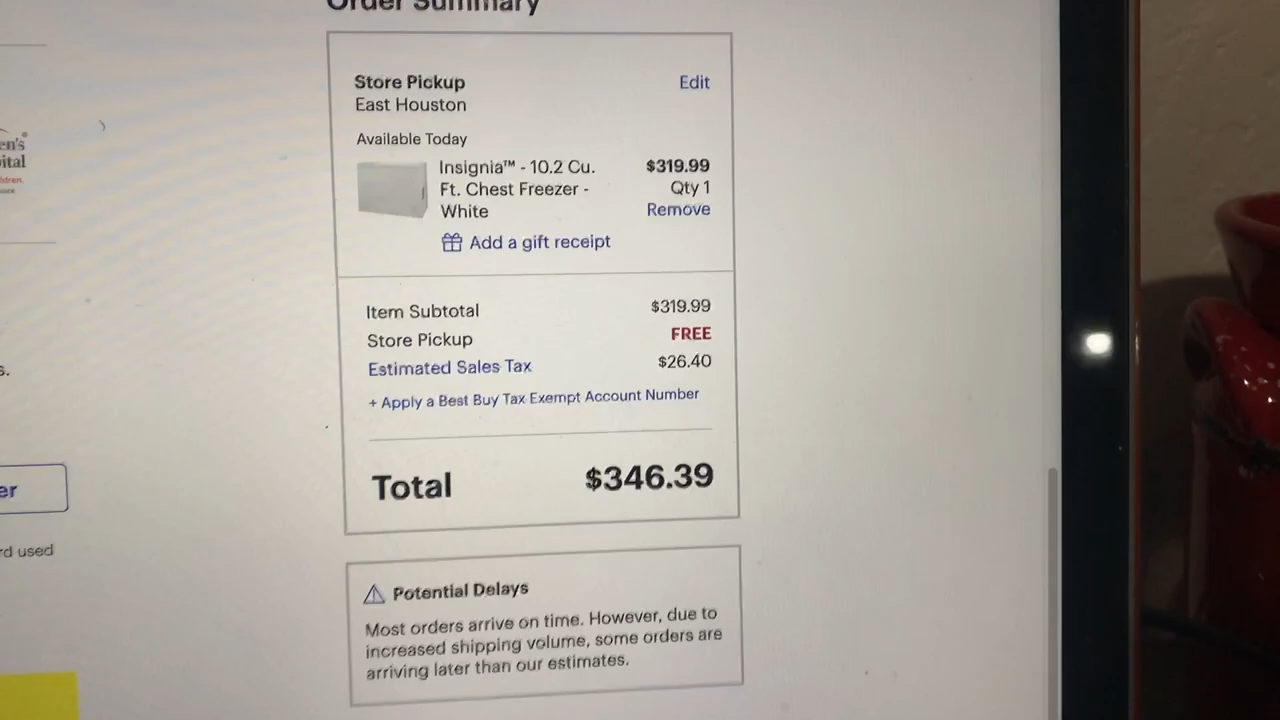 Order Summary
Store Pickup
Edit
East Houston
Available Today
Insignia™ - 10.2 Cu.
Ft. Chest Freezer -
White
$319.99
Qty 1
Remove
Add a gift receipt
Item Subtotal
$319.99
Store Pickup
FREE
Estimated Sales Tax
$26.40
+ Apply a Best Buy Tax Exempt Account Number
Total
$346.39
Potential Delays
Most orders arrive on time. However, due to
increased shipping volume, some orders are
arriving later than our estimates.
used